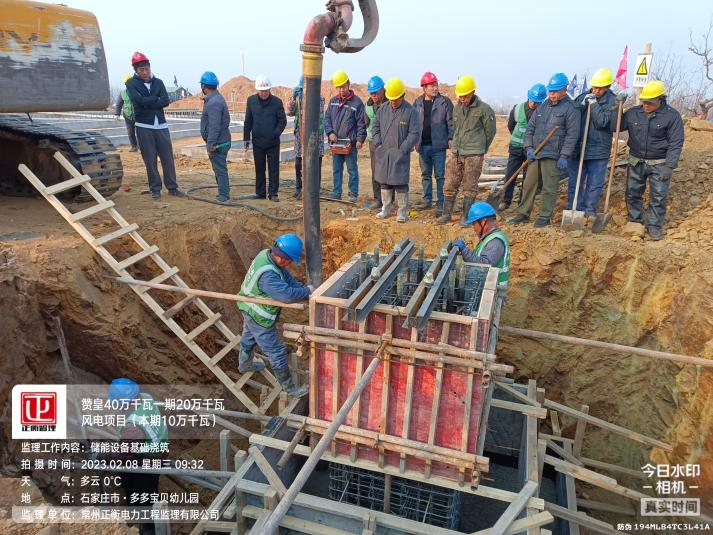 正衡监理
赞皇40万千瓦一期20万千瓦
风电项目（本期10万千瓦）
监理工作内容：储能设备基础浇筑
拍 摄 时 间：2023.02.08 星期三 09:32
天 气：多云 0℃
地 点：石家庄市·多多宝贝幼儿园
监 理 单 位：常州正衡电力工程监理有限公司
今日水印
相机
真实时间
防伪 194MLB4TC3L41A